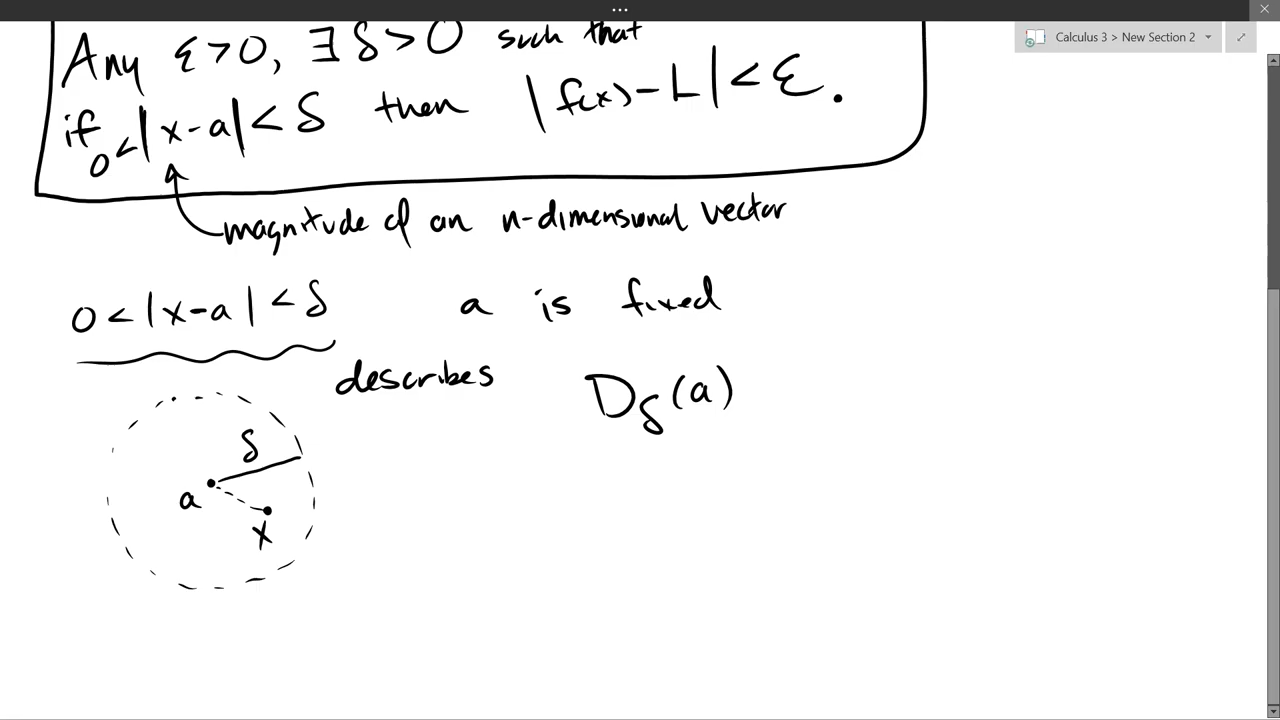 Calculus 3 > New Section 2
Any ε > 0, ∃ δ > 0 such that
if 0 < |x - a| < δ then |f(x) - L| < ε.
magnitude of an n-dimensional vector
0 < |x - a| < δ a is fixed
describes D_δ(a)
δ
a
x